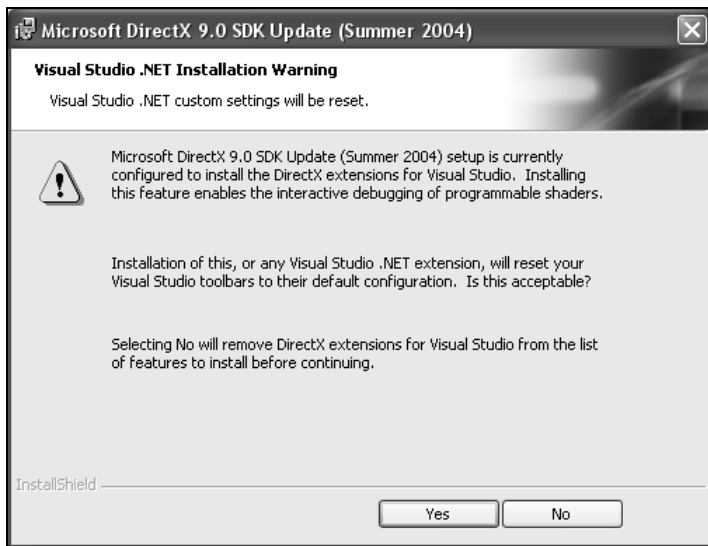 Microsoft DirectX 9.0 SDK Update (Summer 2004)
Visual Studio .NET Installation Warning
Visual Studio .NET custom settings will be reset.
Microsoft DirectX 9.0 SDK Update (Summer 2004) setup is currently
configured to install the DirectX extensions for Visual Studio.  Installing
this feature enables the interactive debugging of programmable shaders.
Installation of this, or any Visual Studio .NET extension, will reset your
Visual Studio toolbars to their default configuration.  Is this acceptable?
Selecting No will remove DirectX extensions for Visual Studio from the list
of features to install before continuing.
InstallShield
Yes
No